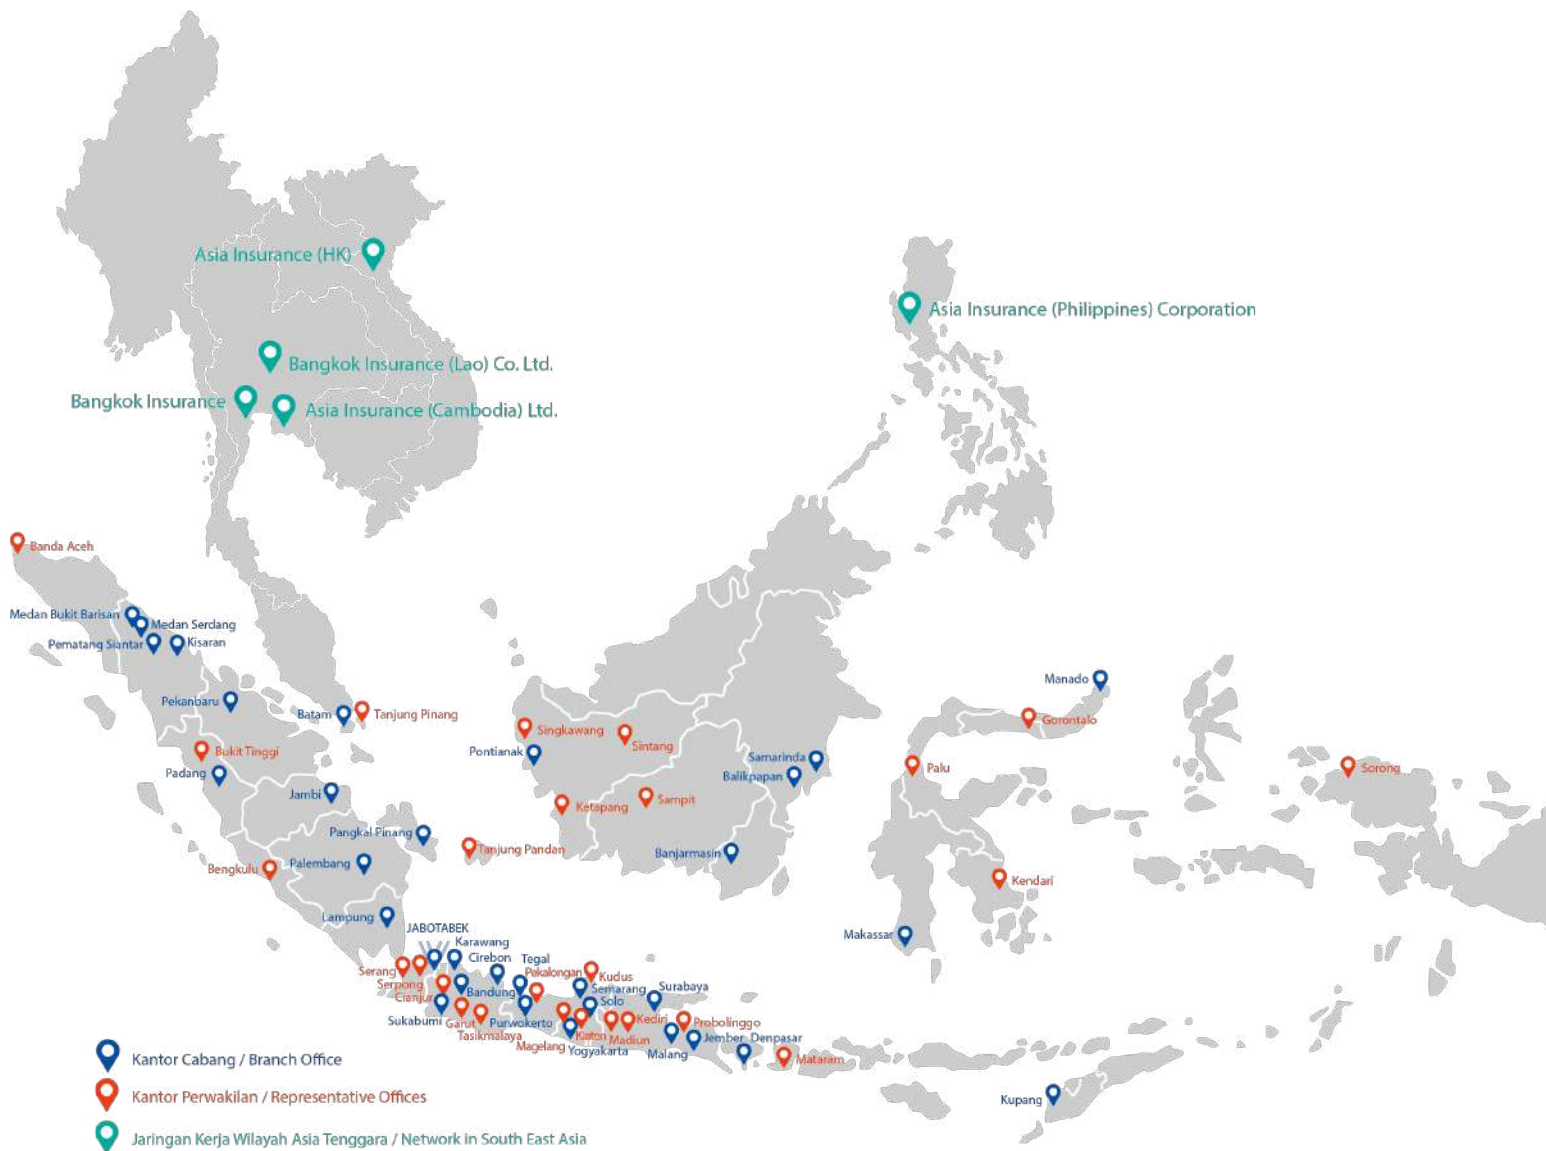 Asia Insurance (HK)
Asia Insurance (Philippines) Corporation
Bangkok Insurance (Lao) Co. Ltd.
Bangkok Insurance
Asia Insurance (Cambodia) Ltd.
Banda Aceh
Medan Bukit Barisan
Medan Serdang
Pematang Siantar
Kisaran
Pekanbaru
Batam
Tanjung Pinang
Bukit Tinggi
Padang
Jambi
Pangkal Pinang
Bengkulu
Palembang
Tanjung Pandan
Lampung
Singkawang
Sintang
Pontianak
Samarinda
Balikpapan
Ketapang
Sampit
Banjarmasin
Manado
Gorontalo
Palu
Sorong
Kendari
Makassar
JABOTABEK
Karawang
Cirebon
Tegal
Serang
Serpong
Cianjur
Bandung
Pekalongan
Kudus
Semarang
Surabaya
Solo
Sukabumi
Garut
Tasikmalaya
Purwokerto
Magelang
Klaten
Yogyakarta
Madiun
Kediri
Probolinggo
Malang
Jember
Denpasar
Mataram
Kupang
Kantor Cabang / Branch Office
Kantor Perwakilan / Representative Offices
Jaringan Kerja Wilayah Asia Tenggara / Network in South East Asia